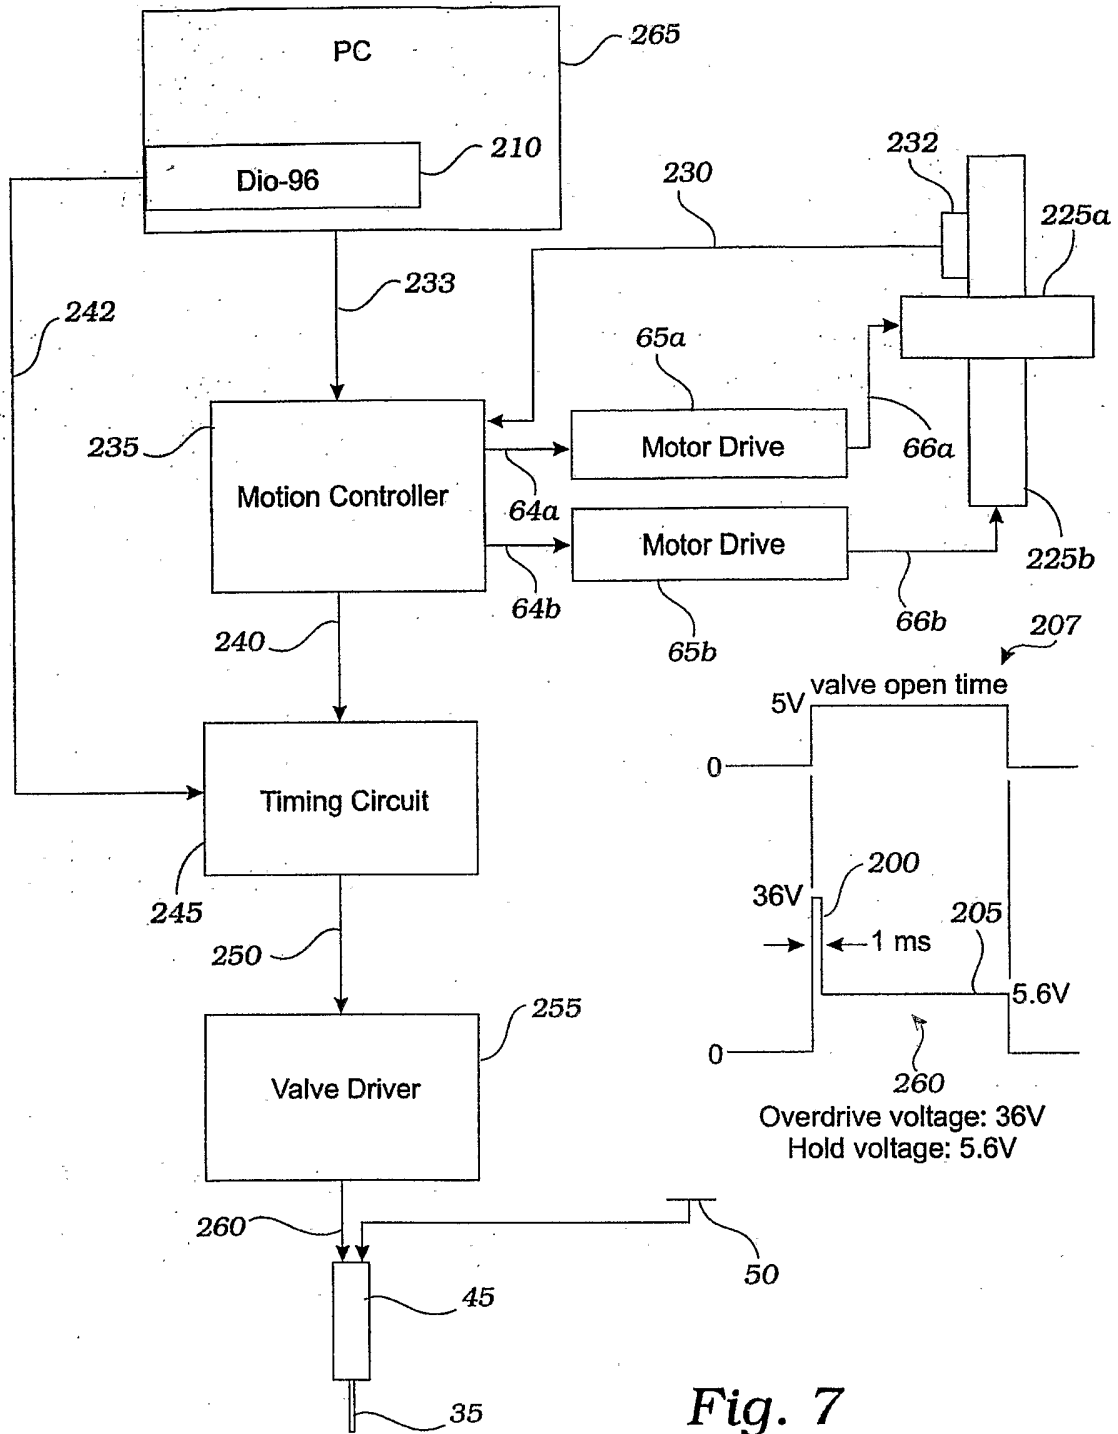 PC
265
210
Dio-96
232
230
225a
233
242
65a
235
Motion Controller
Motor Drive
66a
64a
Motor Drive
225b
64b
66b
240
65b
207
valve open time
5V
0
Timing Circuit
200
36V
205
245
1 ms
250
5.6V
255
0
Valve Driver
260
Overdrive voltage: 36V
Hold voltage: 5.6V
260
50
45
35
Fig. 7